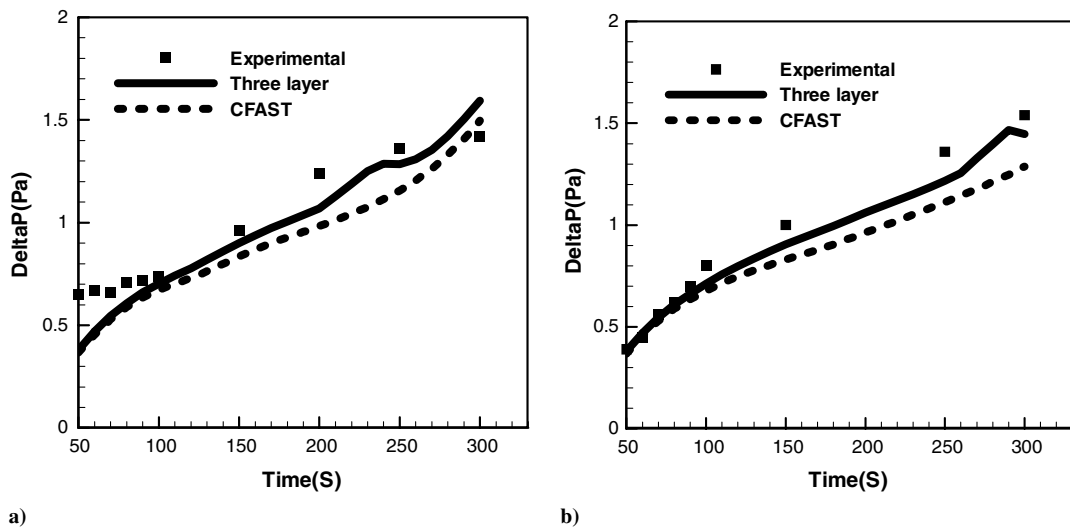 2
1.5
1
0.5
0
DeltaP(Pa)
Experimental
Three layer
CFAST
50 100 150 200 250 300
Time(S)
a)
2
1.5
1
0.5
0
DeltaP(Pa)
Experimental
Three layer
CFAST
50 100 150 200 250 300
Time(S)
b)